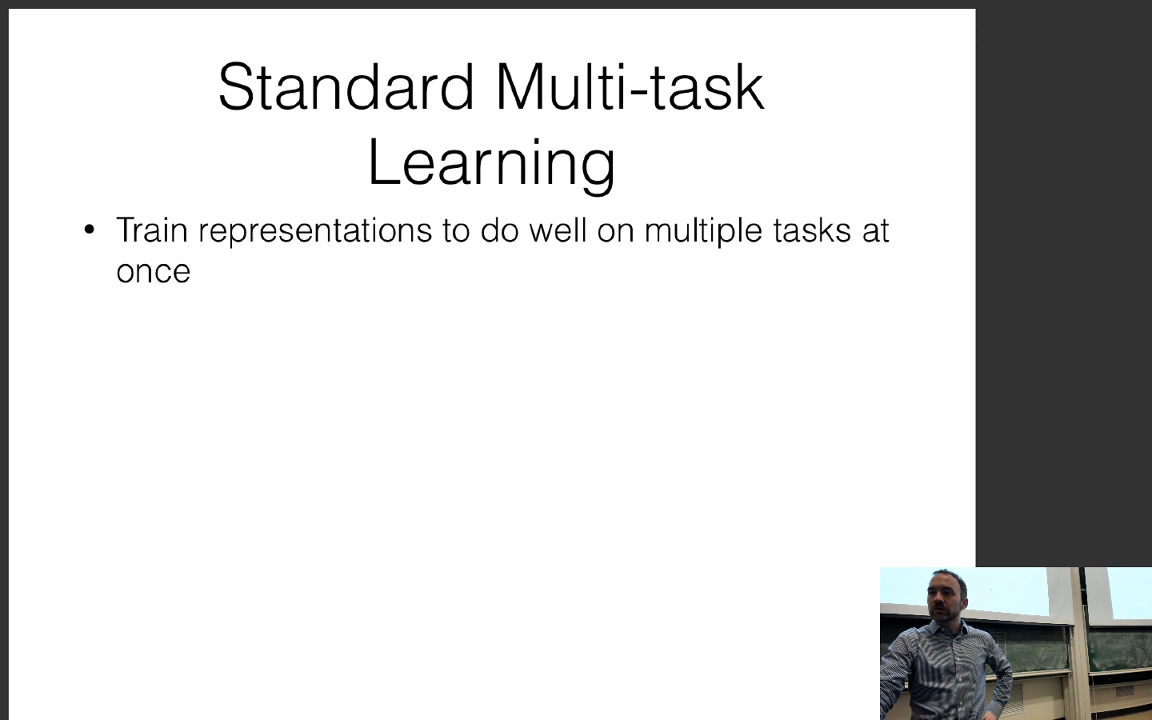 Standard Multi-task
Learning
• Train representations to do well on multiple tasks at
once